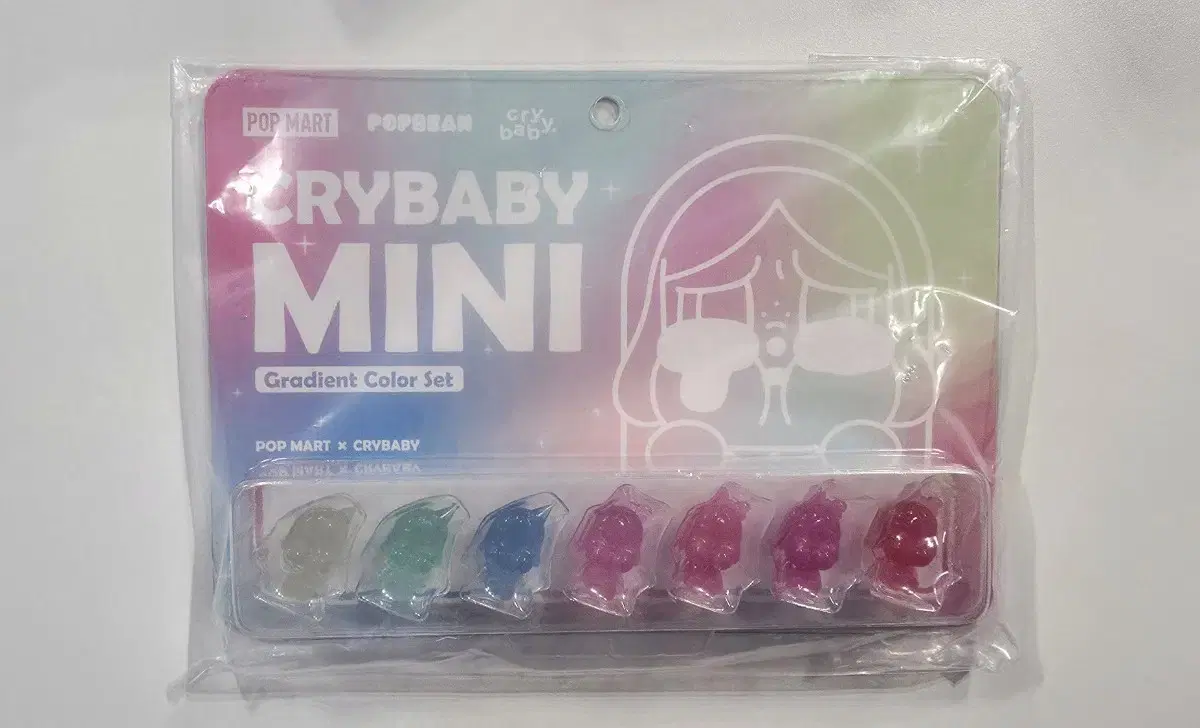 POP MART POPBEAN cry baby.
CRYBABY
MINI
Gradient Color Set
POP MART × CRYBABY